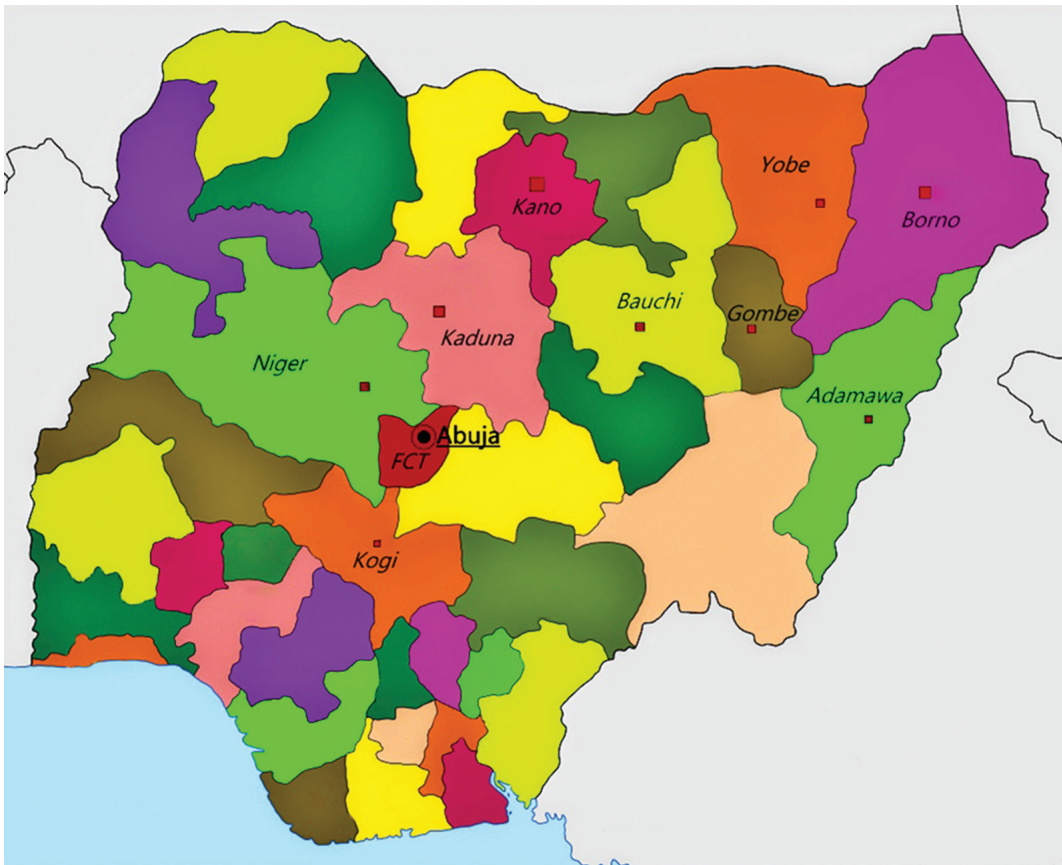 Yobe
Kano
Borno
Bauchi
Gombe
Kaduna
Niger
Adamawa
Abuja
FCT
Kogi